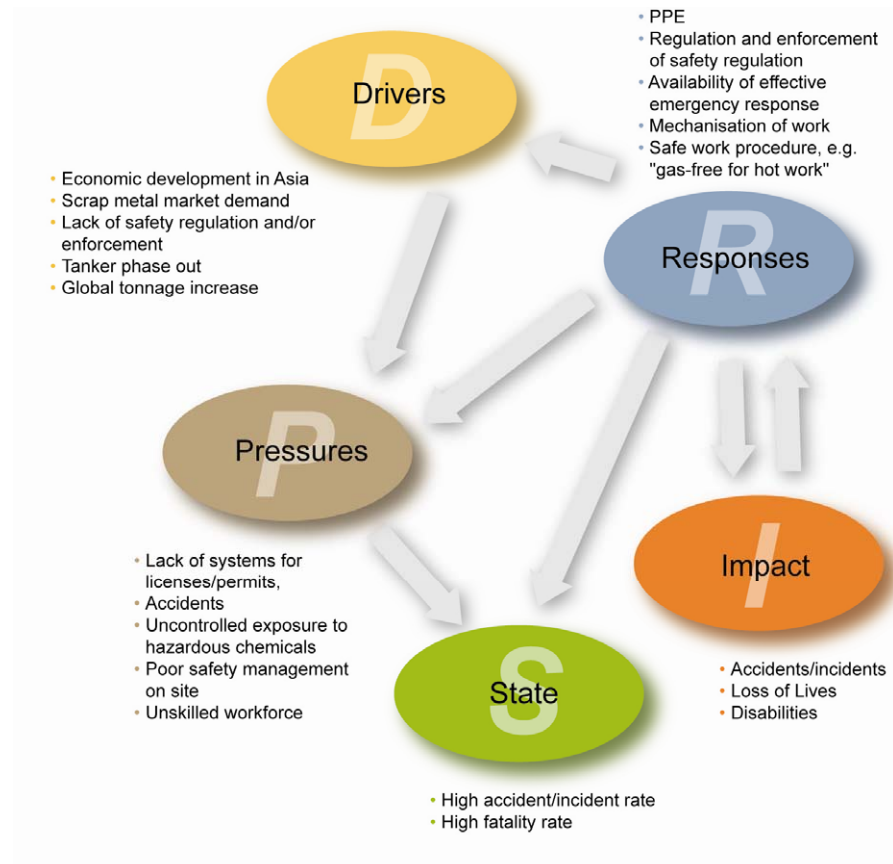 D
Drivers
• Economic development in Asia
• Scrap metal market demand
• Lack of safety regulation and/or
enforcement
• Tanker phase out
• Global tonnage increase
• PPE
• Regulation and enforcement
of safety regulation
• Availability of effective
emergency response
• Mechanisation of work
• Safe work procedure, e.g.
"gas-free for hot work"
R
Responses
P
Pressures
• Lack of systems for
licenses/permits,
• Accidents
• Uncontrolled exposure to
hazardous chemicals
• Poor safety management
on site
• Unskilled workforce
I
Impact
• Accidents/incidents
• Loss of Lives
• Disabilities
S
State
• High accident/incident rate
• High fatality rate